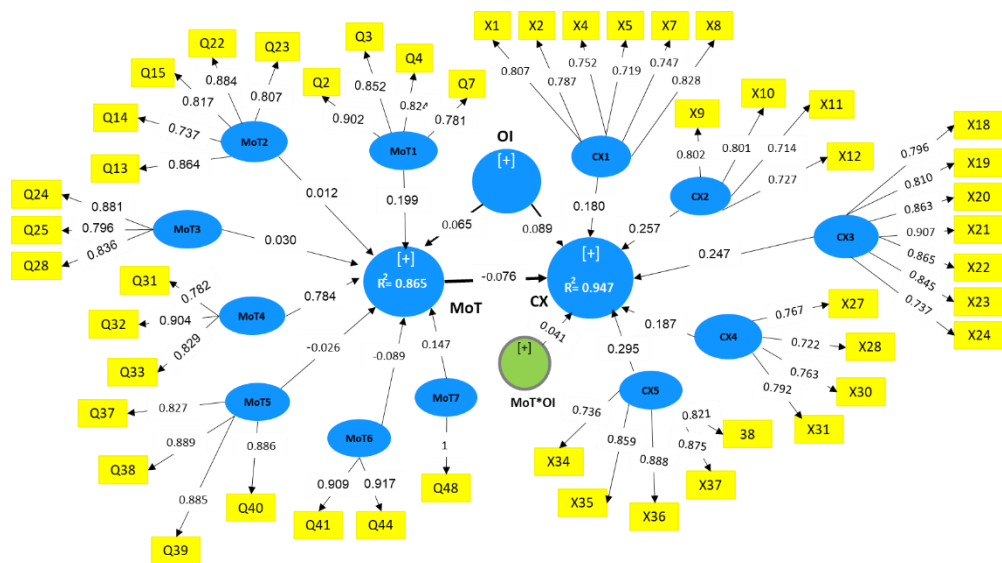 X1
X2
X4
X5
X7
X8
0.807
0.787
0.752
0.719
0.747
0.828
Q3
Q4
Q7
Q2
0.852
0.824
0.781
0.902
Q22
Q23
Q15
Q14
Q13
0.884
0.807
0.817
0.737
0.864
MoT2
MoT1
OI
[+]
CX1
X9
X10
X11
X12
0.802
0.801
0.714
0.727
CX2
X18
X19
X20
X21
X22
X23
X24
0.796
0.810
0.863
0.907
0.865
0.845
0.737
CX3
Q24
Q25
Q28
0.881
0.796
0.836
MoT3
0.012
0.199
0.065
0.089
0.180
0.257
0.247
0.030
[+]
R²= 0.865
MoT
-0.076
[+]
R²= 0.947
CX
Q31
Q32
Q33
0.782
0.904
0.829
MoT4
0.784
0.187
CX4
0.767
0.722
0.763
0.792
X27
X28
X30
X31
-0.026
-0.089
0.147
0.041
[+]
MoT*OI
0.295
CX5
MoT5
MoT6
MoT7
Q37
Q38
Q39
Q40
0.827
0.889
0.885
0.886
0.909
0.917
Q41
Q44
1
Q48
0.736
0.859
0.888
0.875
0.821
X34
X35
X36
X37
38